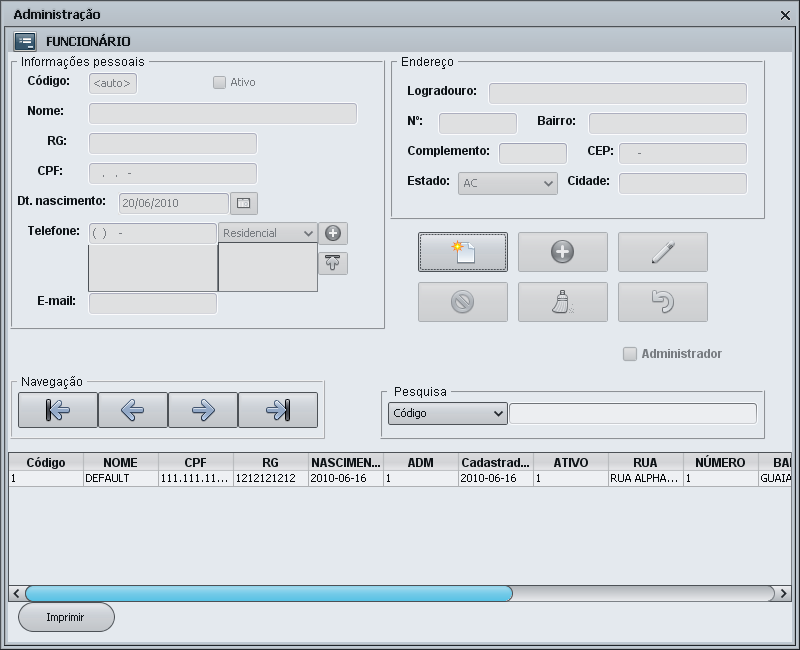 Administração
FUNCIONÁRIO
Informações pessoais
Código: <auto> Ativo
Nome:
RG:
CPF: . . -
Dt. nascimento: 20/06/2010
Telefone: ( ) - Residencial
E-mail:
Endereço
Logradouro:
Nº: Bairro:
Complemento: CEP: -
Estado: AC Cidade:
Administrador
Navegação
Pesquisa
Código
Código NOME CPF RG NASCIMEN... ADM Cadastrad... ATIVO RUA NÚMERO BAI
1 DEFAULT 111.111.11... 1212121212 2010-06-16 1 2010-06-16 1 RUA ALPHA... 1 GUAIA
Imprimir